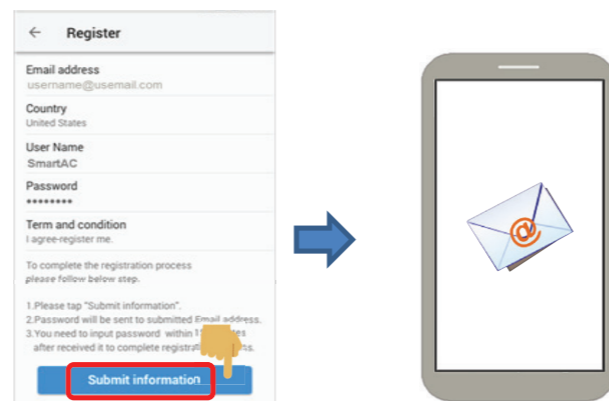 ← Register
Email address
username@usemail.com
Country
United States
User Name
SmartAC
Password
********
Term and condition
I agree-register me.
To complete the registration process
please follow below step.
1.Please tap "Submit information".
2.Password will be sent to submitted Email address.
3.You need to input password within
after received it to complete
Submit information
@